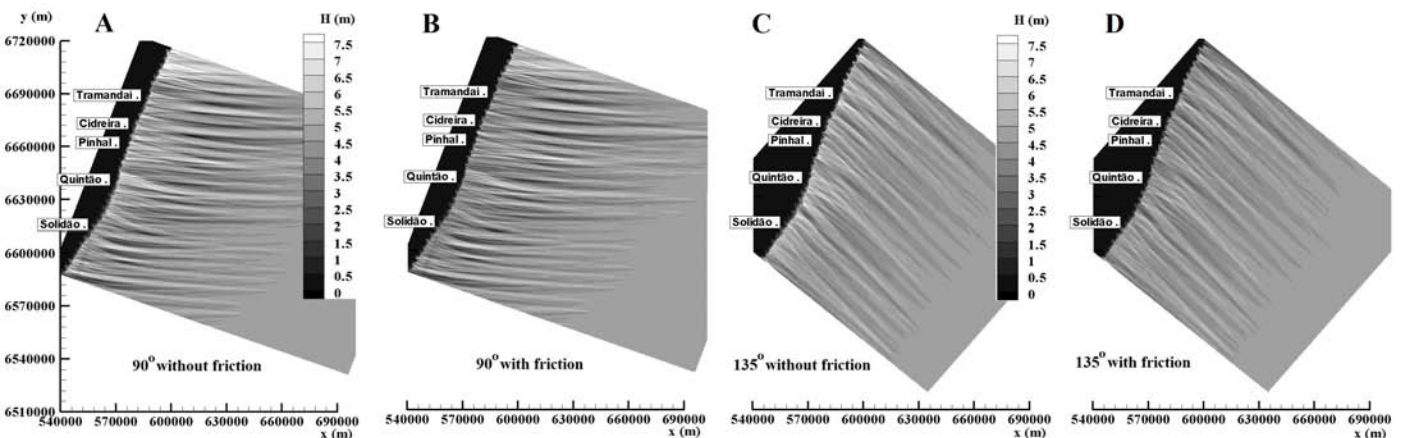 y (m)
A
H (m)
6720000
6690000
6660000
6630000
6600000
6570000
6540000
6510000
7.5
7
6.5
6
5.5
5
4.5
4
3.5
3
2.5
2
1.5
1
0.5
0
Tramandai .
Cidreira .
Pinhal .
Quintão .
Solidão .
90° without friction
540000 570000 600000 630000 660000 690000
x (m)
B
Tramandai .
Cidreira .
Pinhal .
Quintão .
Solidão .
90° with friction
540000 570000 600000 630000 660000 690000
x (m)
C
H (m)
7.5
7
6.5
6
5.5
5
4.5
4
3.5
3
2.5
2
1.5
1
0.5
0
Tramandai .
Cidreira .
Pinhal .
Quintão .
Solidão .
135° without friction
540000 570000 600000 630000 660000 690000
x (m)
D
Tramandai .
Cidreira .
Pinhal .
Quintão .
Solidão .
135° with friction
540000 570000 600000 630000 660000 690000
x (m)